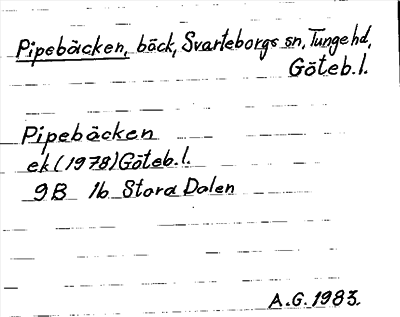 Pipebäcken, bäck, Svarteborgs sn, Tunge hd,
Göteb.l.
Pipebäcken
ek (1978) Göteb.l.
9B 1b Stora Dalen
A.G. 1983.